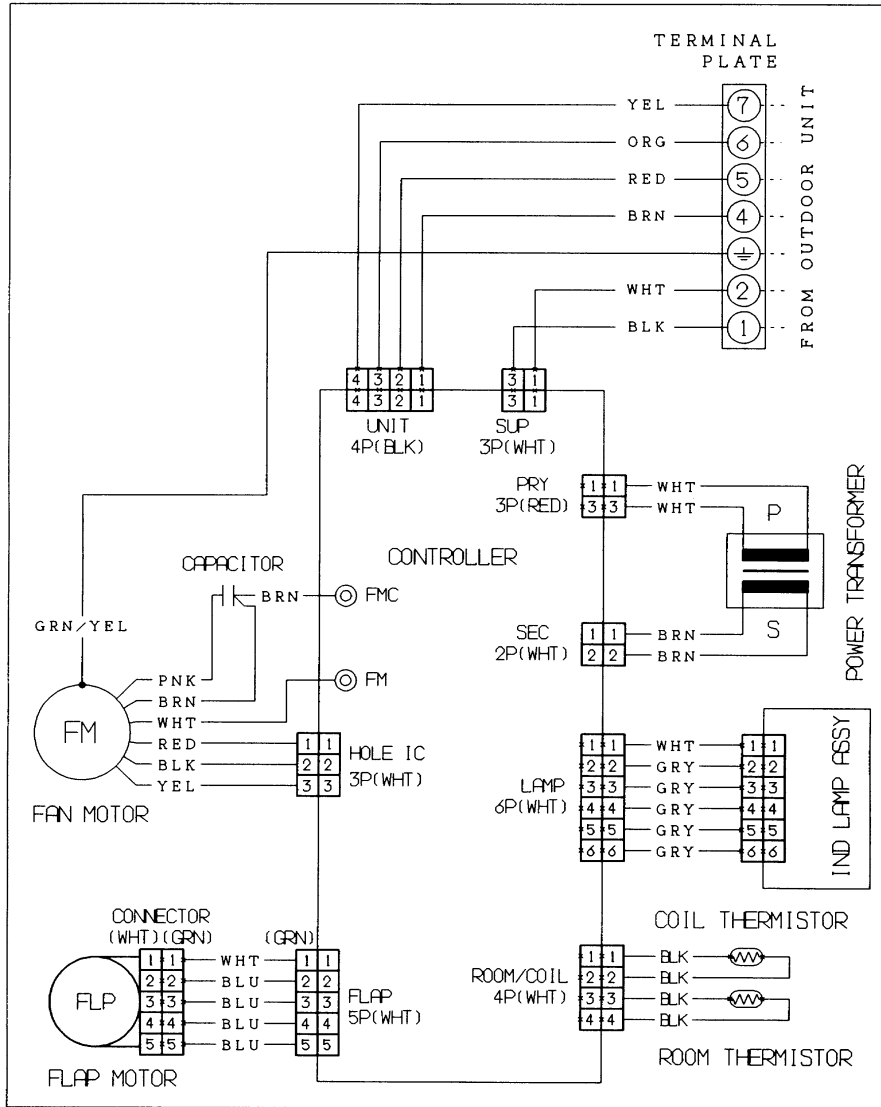 TERMINAL
PLATE
YEL 7
ORG 6
RED 5
BRN 4
WHT 2
BLK 1
FROM OUTDOOR UNIT
4 3 2 1
4 3 2 1
UNIT
4P(BLK)
3 1
3 1
SUP
3P(WHT)
PRY
3P(RED)
1 1 WHT
3 3 WHT
P
S
POWER TRANSFORMER
CONTROLLER
CAPACITOR
BRN FMC
GRN/YEL
SEC
2P(WHT)
1 1 BRN
2 2 BRN
FM
PNK
BRN
WHT
RED
BLK
YEL
FM
FAN MOTOR
1 1
2 2
3 3
HOLE IC
3P(WHT)
LAMP
6P(WHT)
1 1 WHT 1 1
2 2 GRY 2 2
3 3 GRY 3 3
4 4 GRY 4 4
5 5 GRY 5 5
6 6 GRY 6 6
IND LAMP ASSY
CONNECTOR
(WHT)(GRN)
(GRN)
FLP
1 1 WHT 1 1
2 2 BLU 2 2
3 3 BLU 3 3
4 4 BLU 4 4
5 5 BLU 5 5
FLAP
5P(WHT)
FLAP MOTOR
COIL THERMISTOR
ROOM/COIL
4P(WHT)
1 1 BLK
2 2 BLK
3 3 BLK
4 4 BLK
ROOM THERMISTOR